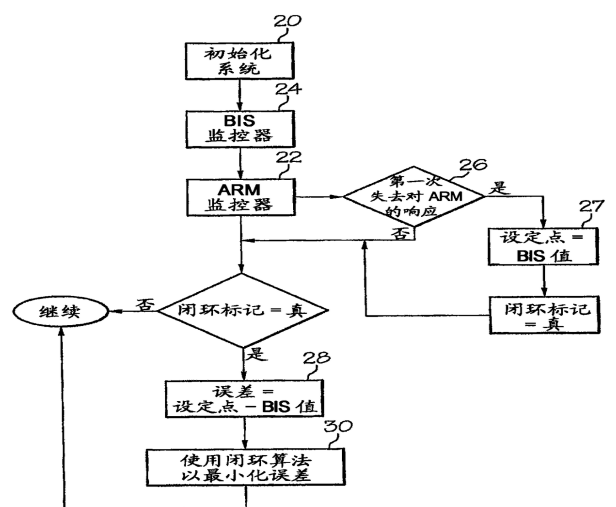 20
初始化
系统
24
BIS
监控器
22
ARM
监控器
26
第一次
失去对 ARM
的响应
是
否
27
设定点 =
BIS 值
闭环标记
= 真
闭环标记 = 真
否
继续
是
28
误差 =
设定点 - BIS 值
30
使用闭环算法
以最小化误差